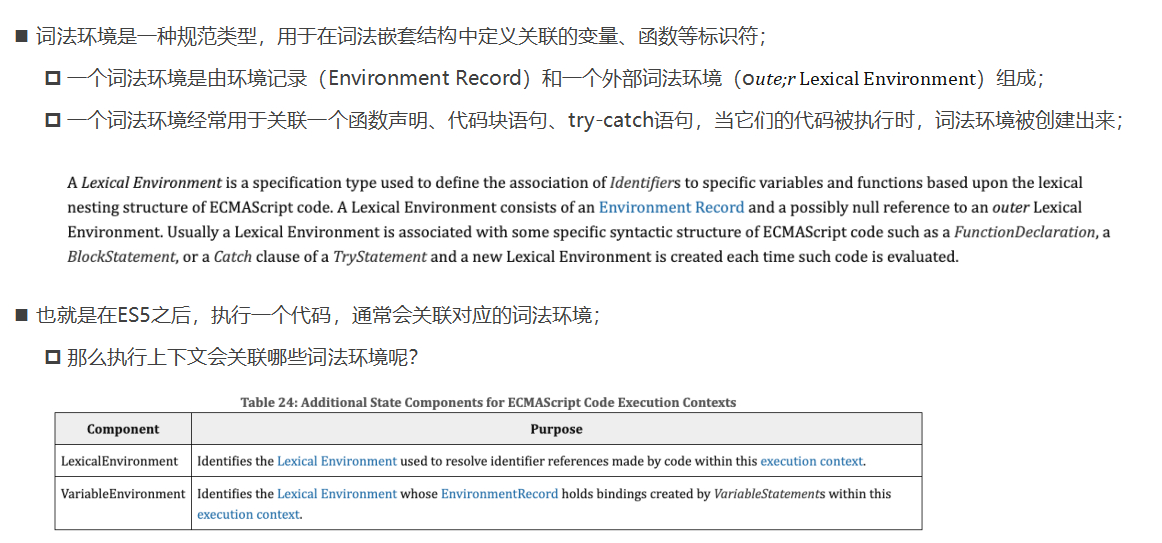 ■ 词法环境是一种规范类型，用于在词法嵌套结构中定义关联的变量、函数等标识符；
一个词法环境是由环境记录（Environment Record）和一个外部词法环境（oute;r Lexical Environment）组成；
一个词法环境经常用于关联一个函数声明、代码块语句、try-catch语句，当它们的代码被执行时，词法环境被创建出来；
A Lexical Environment is a specification type used to define the association of Identifiers to specific variables and functions based upon the lexical
nesting structure of ECMAScript code. A Lexical Environment consists of an Environment Record and a possibly null reference to an outer Lexical
Environment. Usually a Lexical Environment is associated with some specific syntactic structure of ECMAScript code such as a FunctionDeclaration, a
BlockStatement, or a Catch clause of a TryStatement and a new Lexical Environment is created each time such code is evaluated.
■ 也就是在ES5之后，执行一个代码，通常会关联对应的词法环境；
那么执行上下文会关联哪些词法环境呢？
Table 24: Additional State Components for ECMAScript Code Execution Contexts
Component Purpose
LexicalEnvironment Identifies the Lexical Environment used to resolve identifier references made by code within this execution context.
VariableEnvironment Identifies the Lexical Environment whose EnvironmentRecord holds bindings created by VariableStatements within this
execution context.